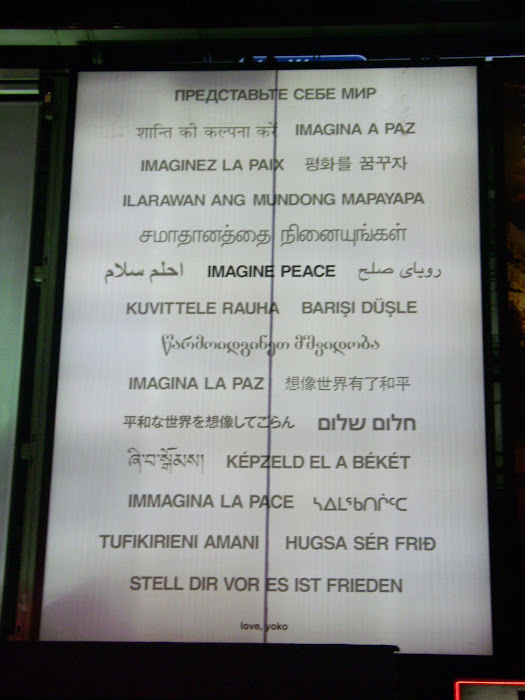 ПРЕДСТАВЬТЕ СЕБЕ МИР
शान्ति की कल्पना करें IMAGINA A PAZ
IMAGINEZ LA PAIX 평화를 꿈꾸자
ILARAWAN ANG MUNDONG MAPAYAPA
சமாதானத்தை நினையுங்கள்
احلم سلام IMAGINE PEACE رویای صلح
KUVITTELE RAUHA BARIŞI DÜŞLE
წარმოიდგინეთ მშვიდობა
IMAGINA LA PAZ 想像世界有了和平
平和な世界を想像してごらん חלום שלום
ཞི་བ་སྒོམས། KÉPZELD EL A BÉKÉT
IMMAGINA LA PACE ᓴᐃᒪᖃᑎᒌᑦᑕ
TUFIKIRIENI AMANI HUGSA SÉR FRIÐ
STELL DIR VOR ES IST FRIEDEN
love, yoko